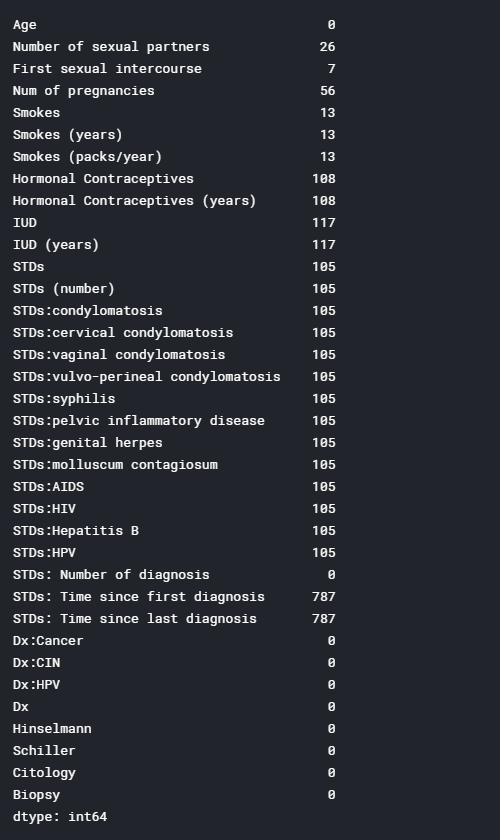 Age 0
Number of sexual partners 26
First sexual intercourse 7
Num of pregnancies 56
Smokes 13
Smokes (years) 13
Smokes (packs/year) 13
Hormonal Contraceptives 108
Hormonal Contraceptives (years) 108
IUD 117
IUD (years) 117
STDs 105
STDs (number) 105
STDs:condylomatosis 105
STDs:cervical condylomatosis 105
STDs:vaginal condylomatosis 105
STDs:vulvo-perineal condylomatosis 105
STDs:syphilis 105
STDs:pelvic inflammatory disease 105
STDs:genital herpes 105
STDs:molluscum contagiosum 105
STDs:AIDS 105
STDs:HIV 105
STDs:Hepatitis B 105
STDs:HPV 105
STDs: Number of diagnosis 0
STDs: Time since first diagnosis 787
STDs: Time since last diagnosis 787
Dx:Cancer 0
Dx:CIN 0
Dx:HPV 0
Dx 0
Hinselmann 0
Schiller 0
Citology 0
Biopsy 0
dtype: int64